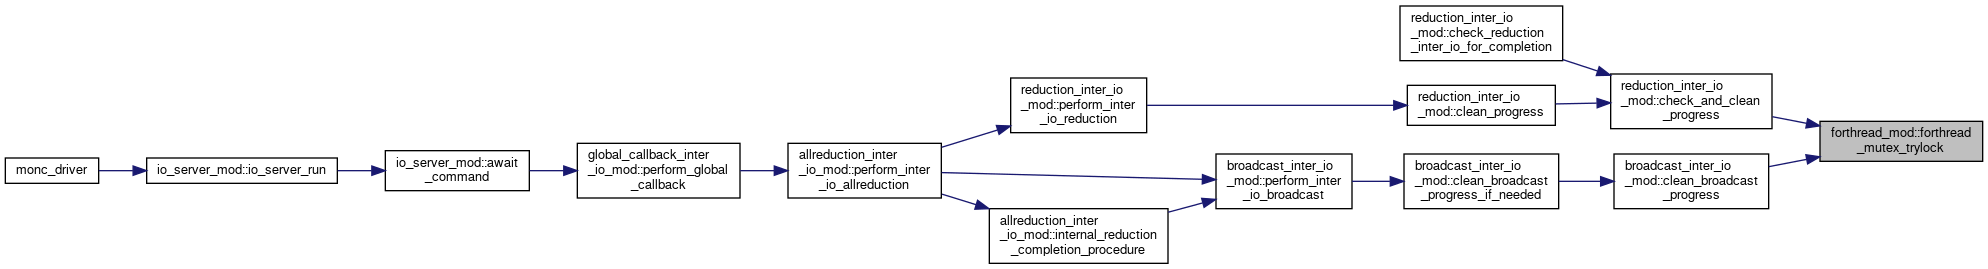 monc_driver
io_server_mod::io_server_run
io_server_mod::await
_command
global_callback_inter
_io_mod::perform_global
_callback
allreduction_inter
_io_mod::perform_inter
_io_allreduction
reduction_inter_io
_mod::perform_inter
_io_reduction
allreduction_inter
_io_mod::internal_reduction
_completion_procedure
broadcast_inter_io
_mod::perform_inter
_io_broadcast
reduction_inter_io
_mod::check_reduction
_inter_io_for_completion
reduction_inter_io
_mod::clean_progress
broadcast_inter_io
_mod::clean_broadcast
_progress_if_needed
reduction_inter_io
_mod::check_and_clean
_progress
broadcast_inter_io
_mod::clean_broadcast
_progress
forthread_mod::forthread
_mutex_trylock